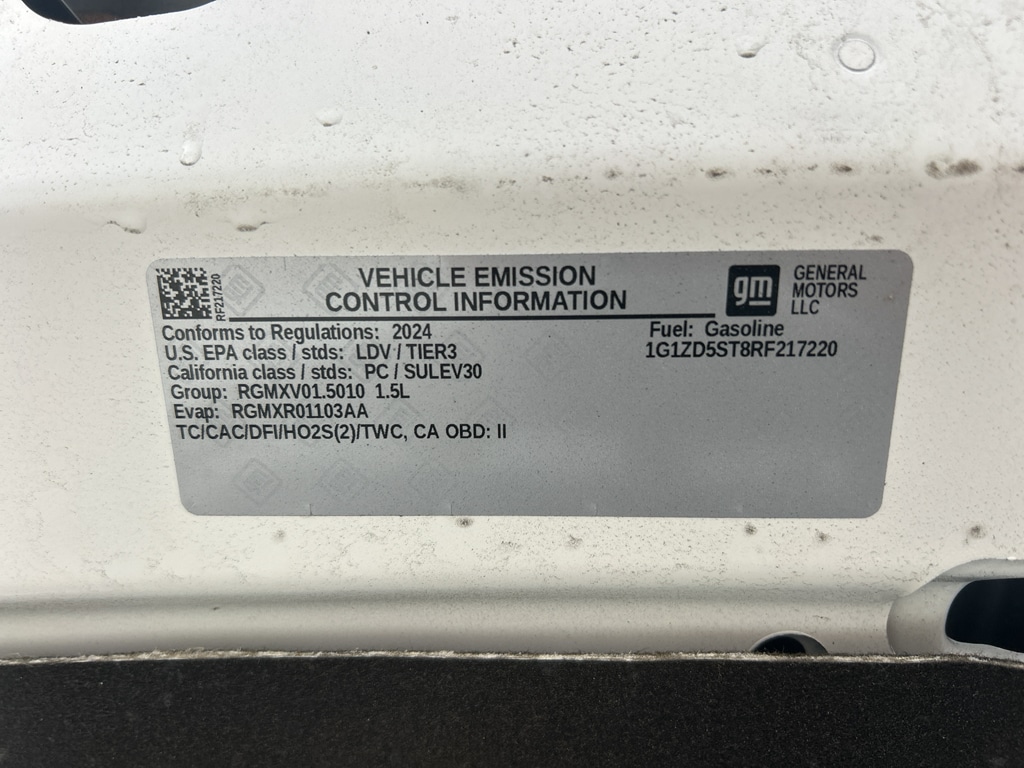 RF217220
VEHICLE EMISSION
CONTROL INFORMATION
gm
GENERAL
MOTORS
LLC
Conforms to Regulations: 2024
Fuel: Gasoline
U.S. EPA class / stds: LDV / TIER3
1G1ZD5ST8RF217220
California class / stds: PC / SULEV30
Group: RGMXV01.5010 1.5L
Evap: RGMXR01103AA
TC/CAC/DFI/HO2S(2)/TWC, CA OBD: II